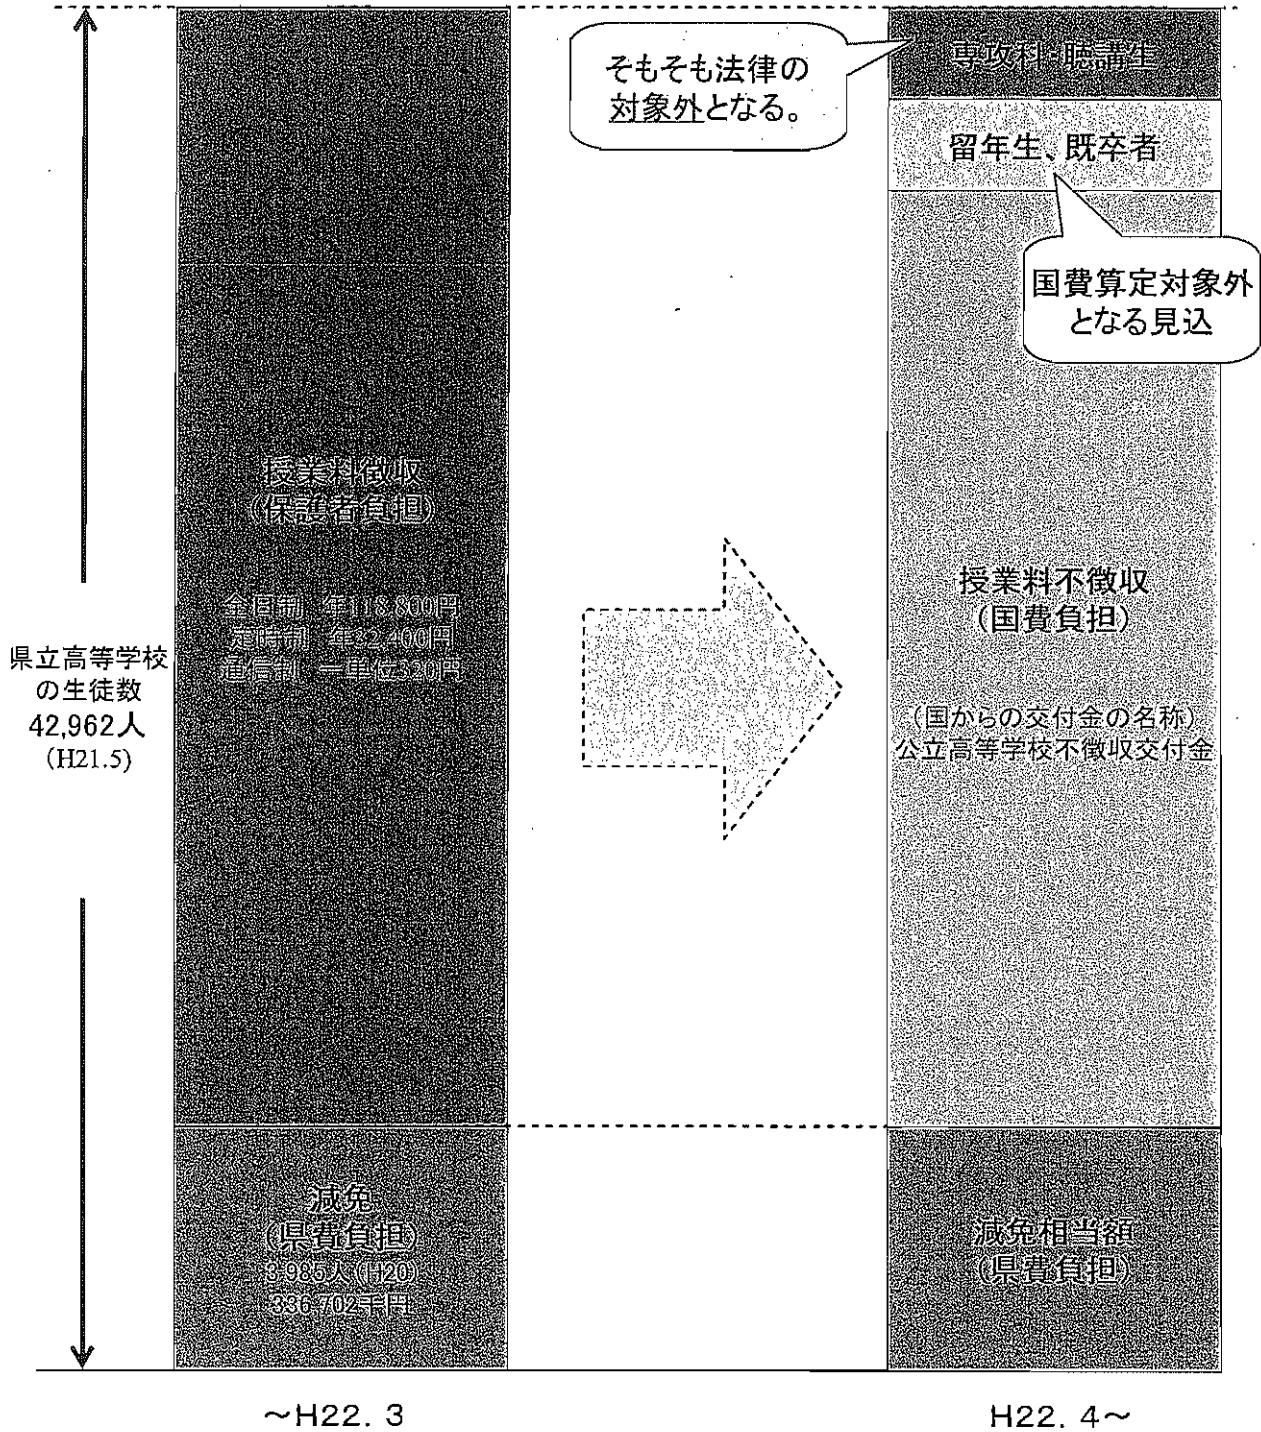 そもそも法律の
対象外となる。
専攻科・聴講生
留年生、既卒者
国費算定対象外
となる見込
授業料徴収
(保護者負担)
全日制 年118,800円
定時制 年32,400円
通信制 一単位320円
県立高等学校
の生徒数
42,962人
(H21.5)
授業料不徴収
(国費負担)
(国からの交付金の名称)
公立高等学校不徴収交付金
減免
(県費負担)
3,985人(H20)
336,702千円
減免相当額
(県費負担)
～H22. 3
H22. 4～